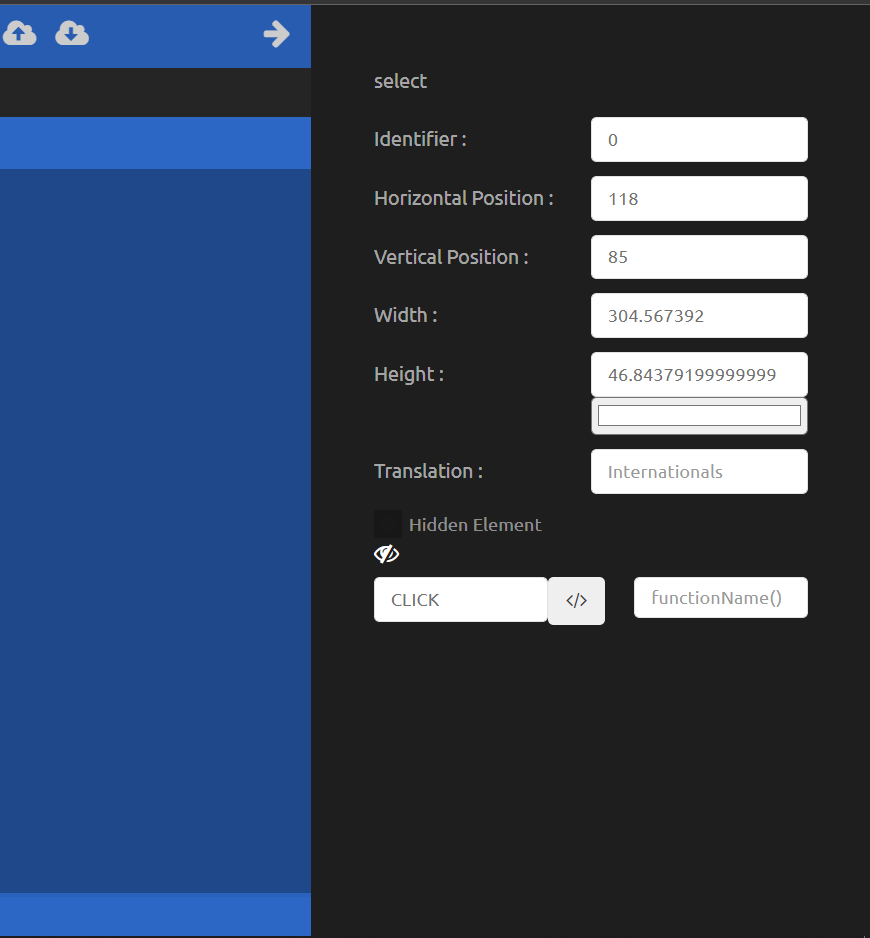 select
Identifier : 0
Horizontal Position : 118
Vertical Position : 85
Width : 304.567392
Height : 46.84379199999999
Translation : Internationals
Hidden Element
CLICK </> functionName()